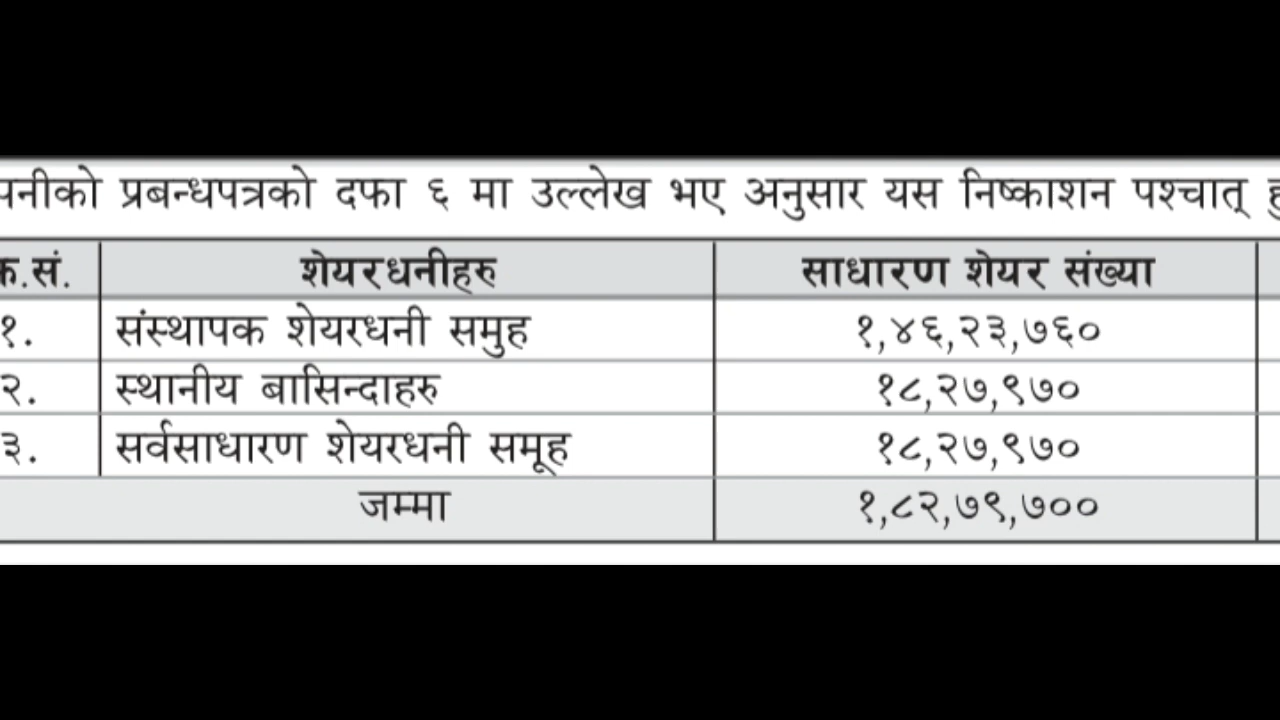 पनीको प्रबन्धपत्रको दफा ६ मा उल्लेख भए अनुसार यस निष्काशन पश्चात् हु
क.सं. शेयरधनीहरु साधारण शेयर संख्या
१. संस्थापक शेयरधनी समुह १,४६,२३,७६०
२. स्थानीय बासिन्दाहरु १८,२७,९७०
३. सर्वसाधारण शेयरधनी समूह १८,२७,९७०
जम्मा १,८२,७९,७००